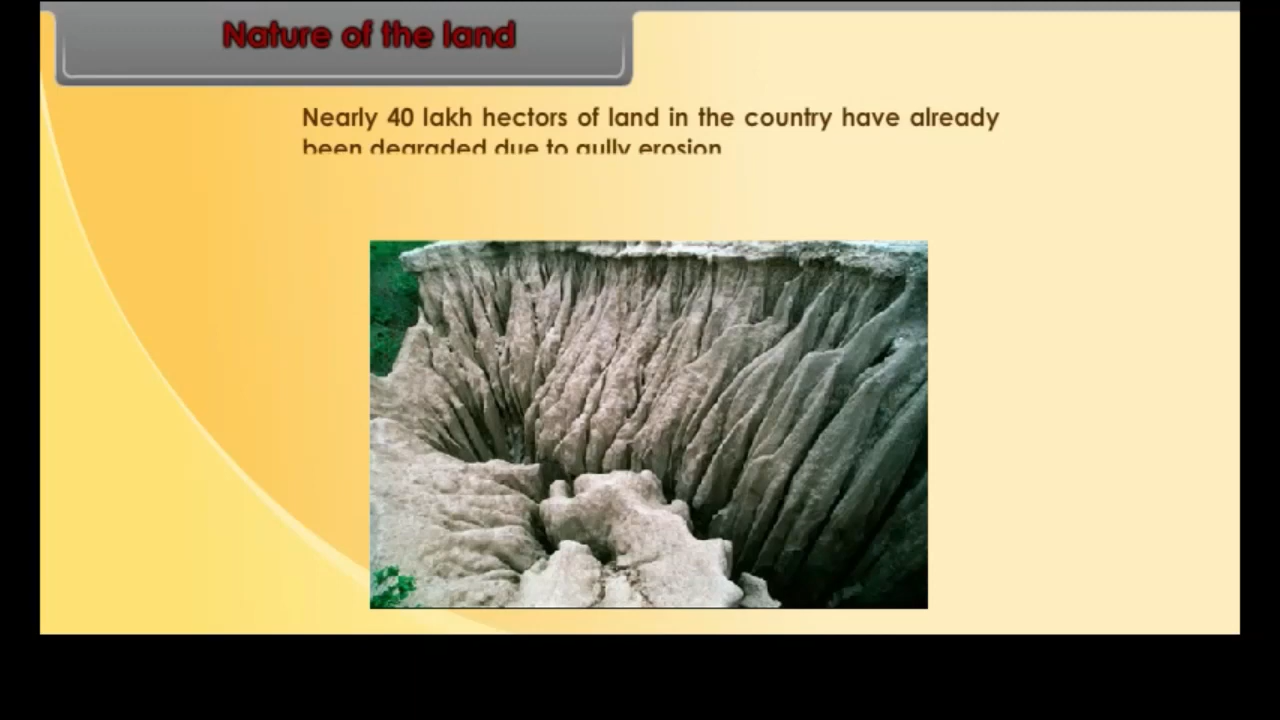 Nature of the land
Nearly 40 lakh hectors of land in the country have already
been degraded due to gully erosion